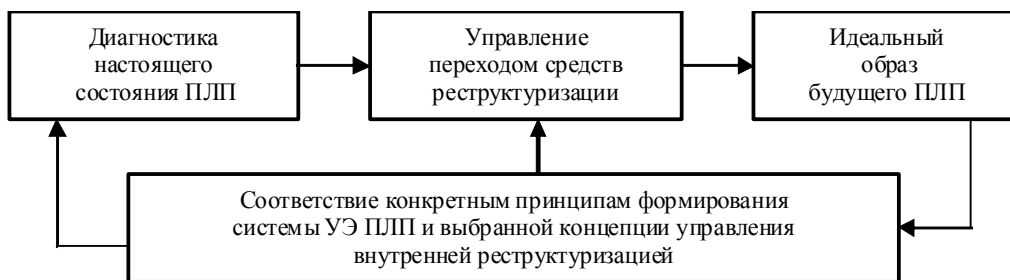 Диагностика
настоящего
состояния ПЛП
Управление
переходом средств
реструктуризации
Идеальный
образ
будущего ПЛП
Соответствие конкретным принципам формирования
системы УЭ ПЛП и выбранной концепции управления
внутренней реструктуризацией